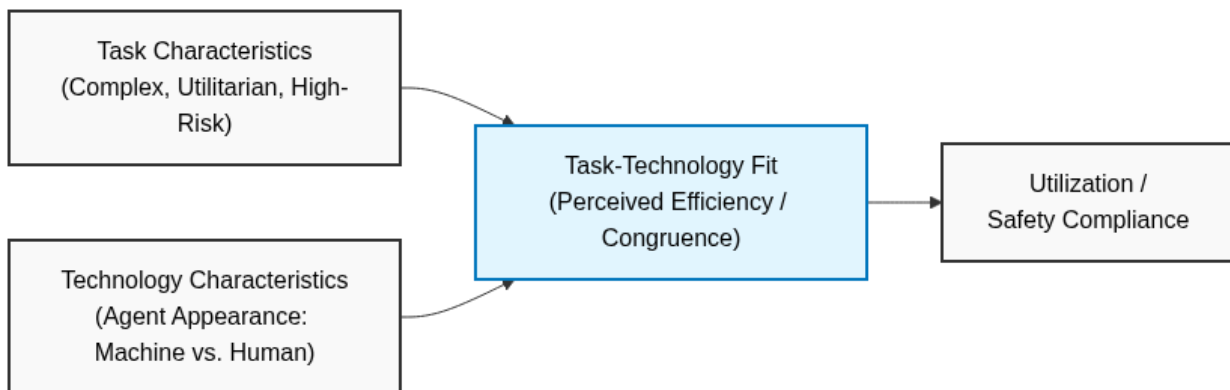 Task Characteristics
(Complex, Utilitarian, High-
Risk)
Technology Characteristics
(Agent Appearance:
Machine vs. Human)
Task-Technology Fit
(Perceived Efficiency /
Congruence)
Utilization /
Safety Compliance